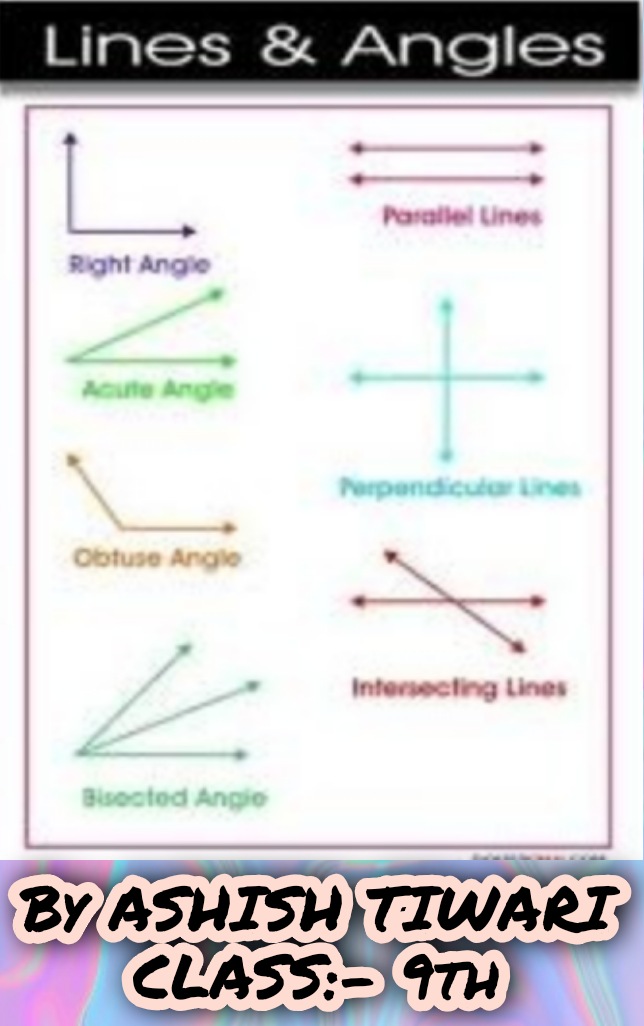 Lines & Angles
Right Angle
Acute Angle
Obtuse Angle
Bisected Angle
Parallel Lines
Perpendicular Lines
Intersecting Lines
By ASHISH TIWARI
CLASS:- 9TH